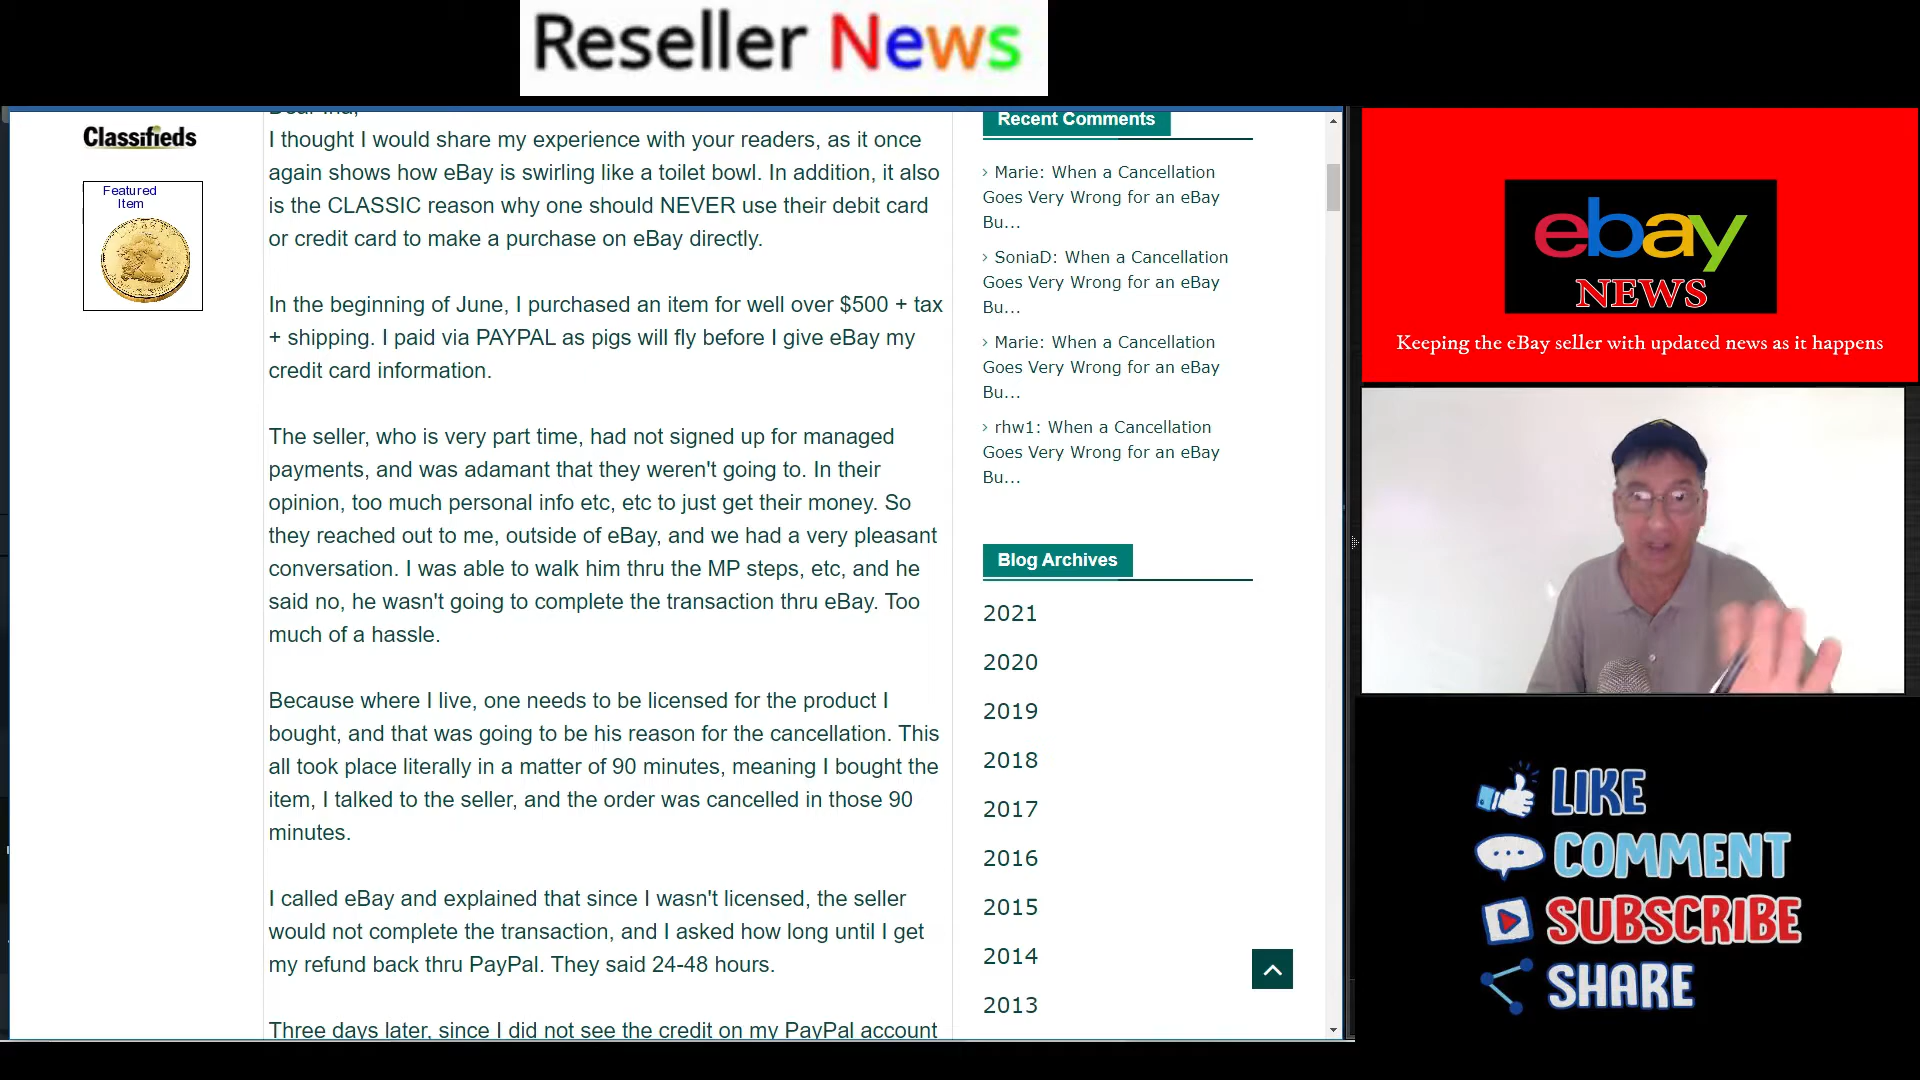 Reseller News
Classifieds
Featured
Item
I thought I would share my experience with your readers, as it once
again shows how eBay is swirling like a toilet bowl. In addition, it also
is the CLASSIC reason why one should NEVER use their debit card
or credit card to make a purchase on eBay directly.
In the beginning of June, I purchased an item for well over $500 + tax
+ shipping. I paid via PAYPAL as pigs will fly before I give eBay my
credit card information.
The seller, who is very part time, had not signed up for managed
payments, and was adamant that they weren't going to. In their
opinion, too much personal info etc, etc to just get their money. So
they reached out to me, outside of eBay, and we had a very pleasant
conversation. I was able to walk him thru the MP steps, etc, and he
said no, he wasn't going to complete the transaction thru eBay. Too
much of a hassle.
Because where I live, one needs to be licensed for the product I
bought, and that was going to be his reason for the cancellation. This
all took place literally in a matter of 90 minutes, meaning I bought the
item, I talked to the seller, and the order was cancelled in those 90
minutes.
I called eBay and explained that since I wasn't licensed, the seller
would not complete the transaction, and I asked how long until I get
my refund back thru PayPal. They said 24-48 hours.
Three days later, since I did not see the credit on my PayPal account
Recent Comments
› Marie: When a Cancellation
Goes Very Wrong for an eBay
Bu...
› SoniaD: When a Cancellation
Goes Very Wrong for an eBay
Bu...
› Marie: When a Cancellation
Goes Very Wrong for an eBay
Bu...
› rhw1: When a Cancellation
Goes Very Wrong for an eBay
Bu...
Blog Archives
2021
2020
2019
2018
2017
2016
2015
2014
2013
ebay
NEWS
Keeping the eBay seller with updated news as it happens
LIKE
COMMENT
SUBSCRIBE
SHARE